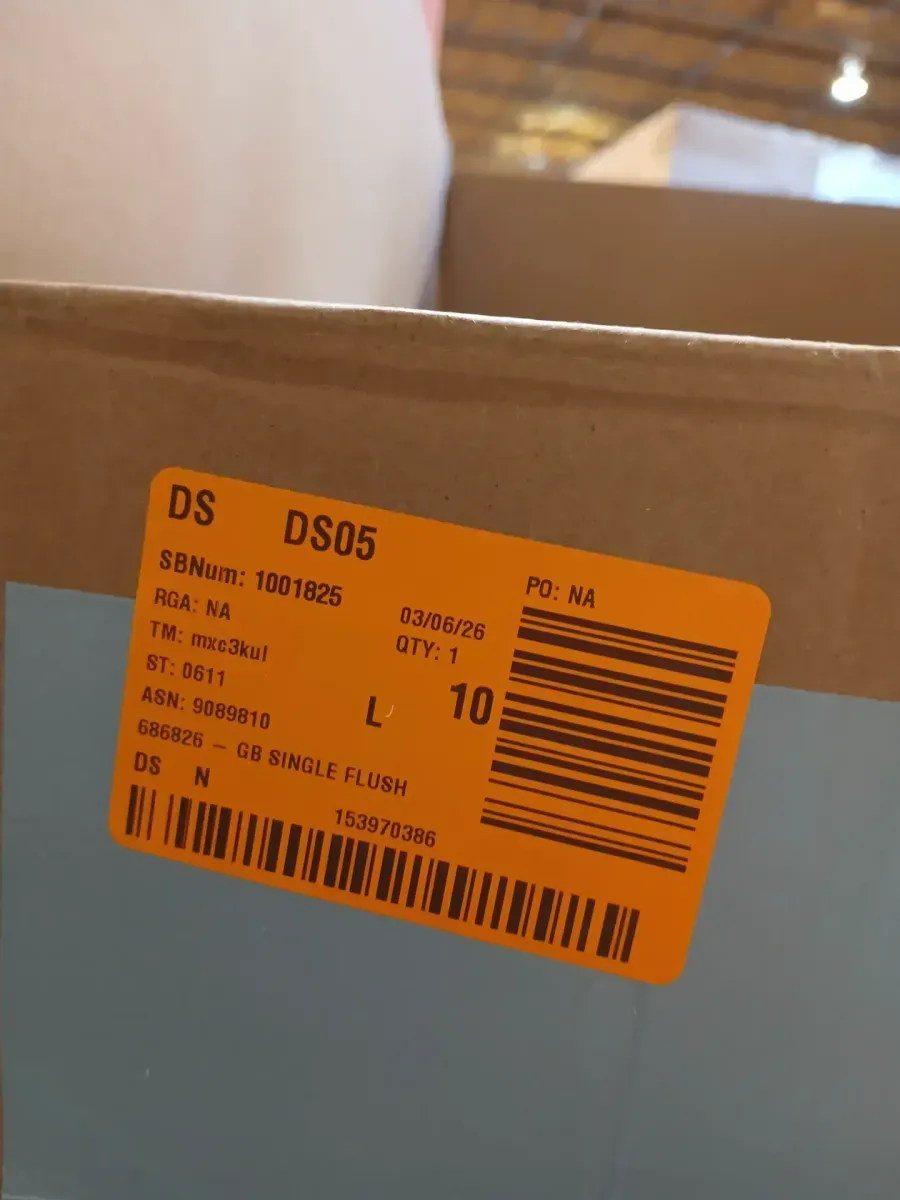 DS DS05
SBNum: 1001825
PO: NA
RGA: NA
03/06/26
TM: mxc3kul
QTY: 1
ST: 0611
ASN: 9089810
L 10
686826 – GB SINGLE FLUSH
DS N
153970386